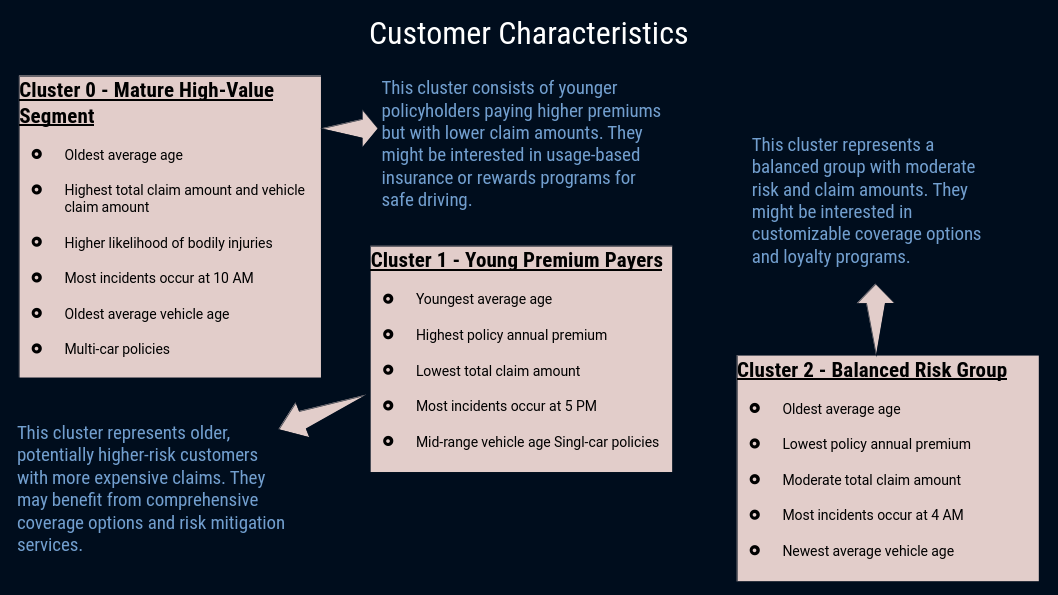 Customer Characteristics
Cluster 0 - Mature High-Value
Segment
Oldest average age
Highest total claim amount and vehicle
claim amount
Higher likelihood of bodily injuries
Most incidents occur at 10 AM
Oldest average vehicle age
Multi-car policies
This cluster consists of younger
policyholders paying higher premiums
but with lower claim amounts. They
might be interested in usage-based
insurance or rewards programs for
safe driving.
Cluster 1 - Young Premium Payers
Youngest average age
Highest policy annual premium
Lowest total claim amount
Most incidents occur at 5 PM
Mid-range vehicle age Singl-car policies
This cluster represents older,
potentially higher-risk customers
with more expensive claims. They
may benefit from comprehensive
coverage options and risk mitigation
services.
This cluster represents a
balanced group with moderate
risk and claim amounts. They
might be interested in
customizable coverage options
and loyalty programs.
Cluster 2 - Balanced Risk Group
Oldest average age
Lowest policy annual premium
Moderate total claim amount
Most incidents occur at 4 AM
Newest average vehicle age